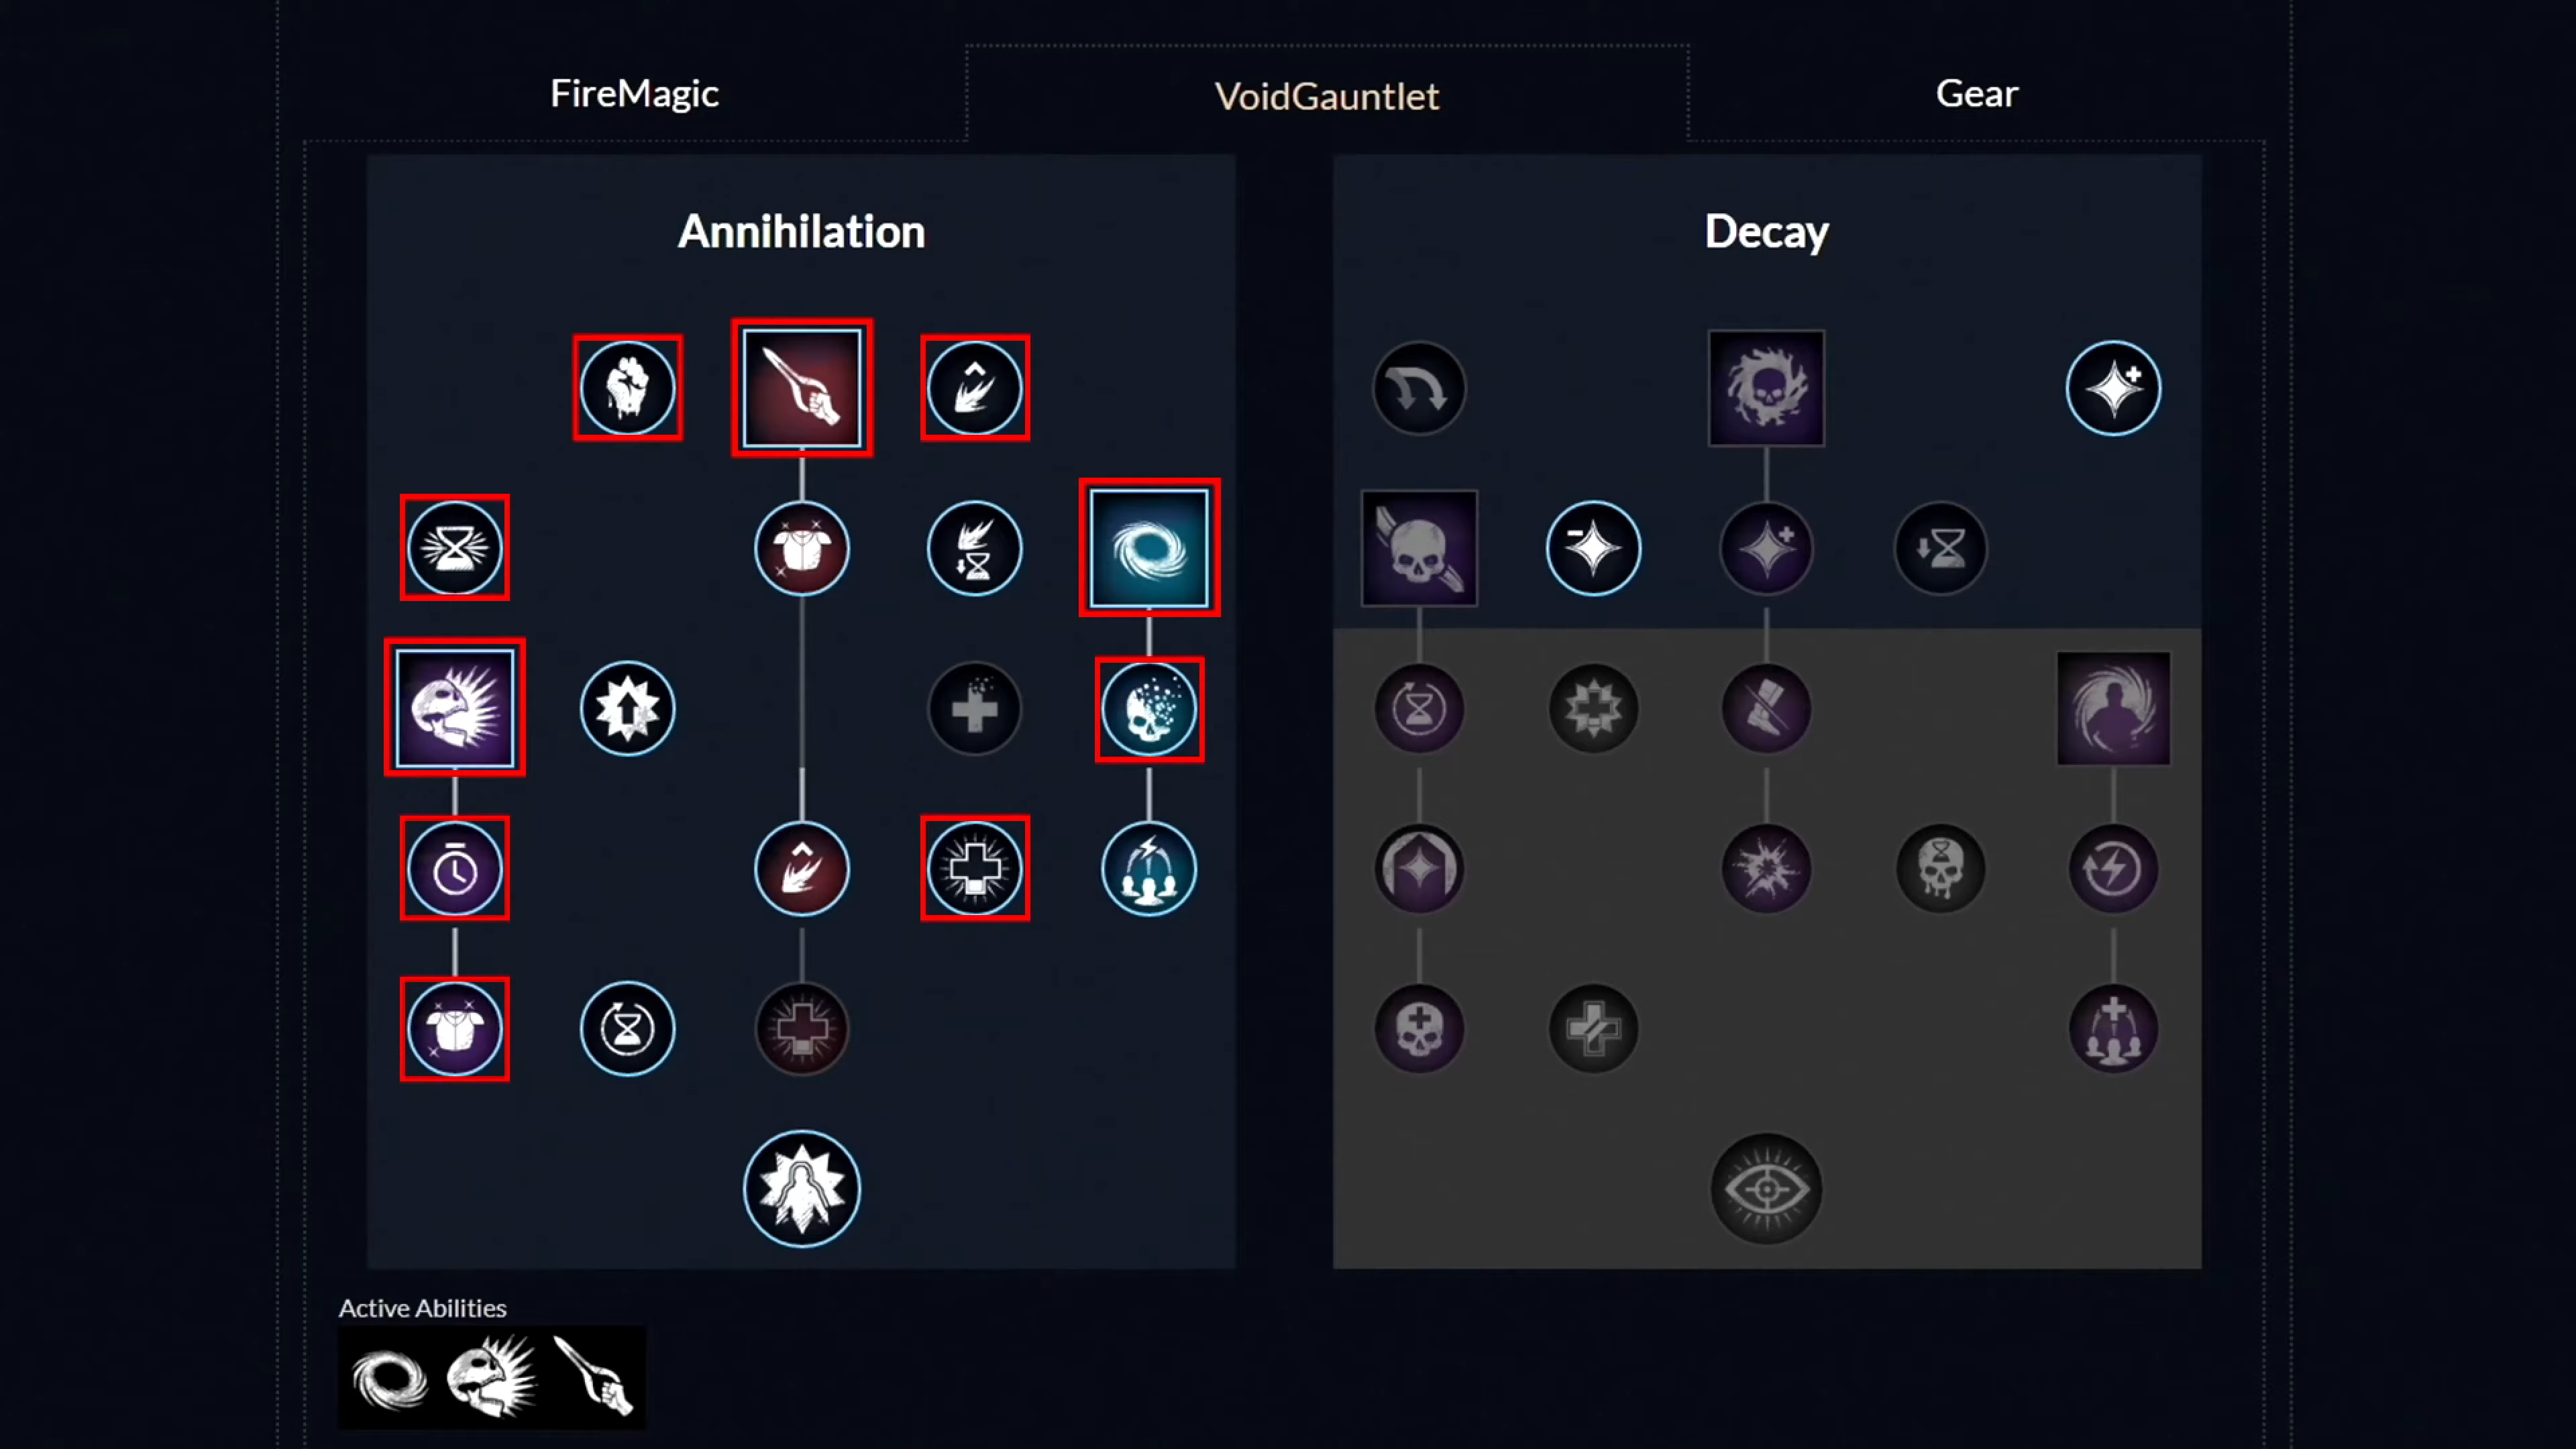 FireMagic
VoidGauntlet
Gear
Annihilation
Decay
Active Abilities